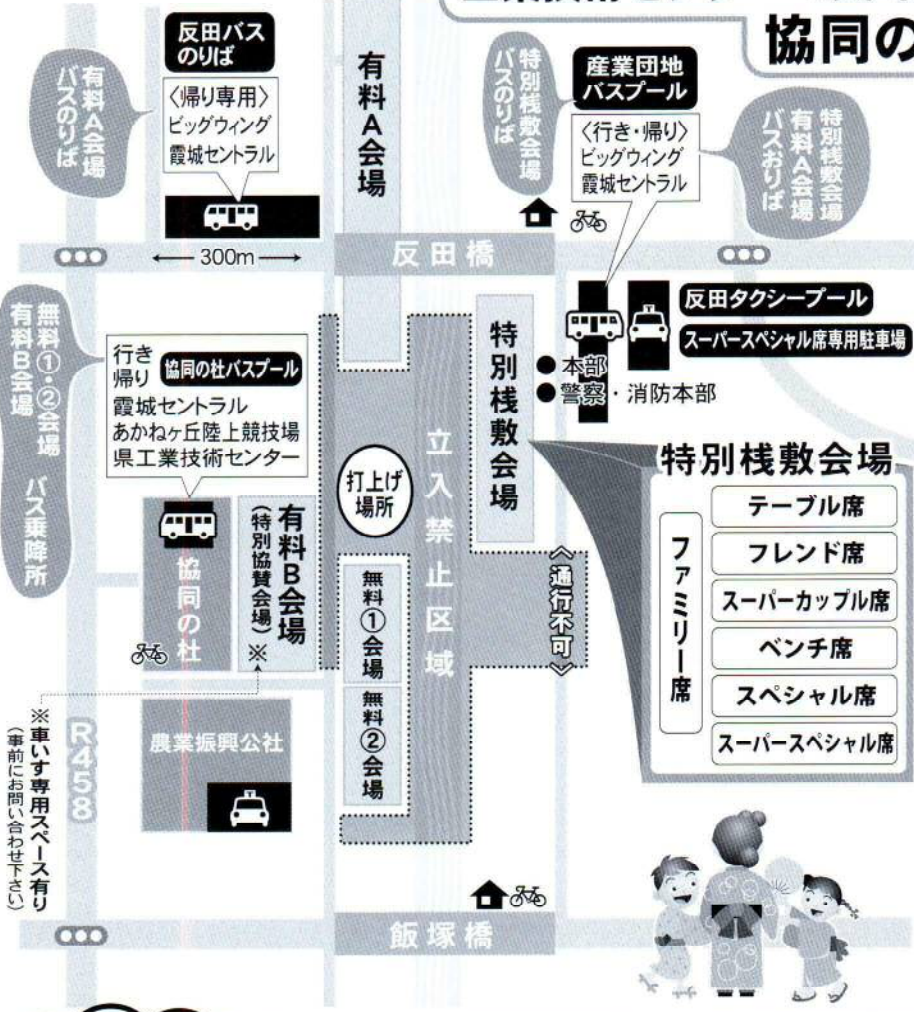 協同の
反田バス
のりば
〈帰り専用〉
ビッグウィング
霞城セントラル
有料A会場
バスのりば
有料A会場
特別桟敷会場
バスのりば
産業団地
バスプール
〈行き・帰り〉
ビッグウィング
霞城セントラル
特別桟敷会場
有料A会場
バスおりば
300m
反田橋
無料①・②会場
有料B会場
バス乗降所
行き
帰り
協同の杜バスプール
霞城セントラル
あかねヶ丘陸上競技場
県工業技術センター
特別桟敷会場
反田タクシープール
スーパースペシャル席専用駐車場
●本部
●警察・消防本部
打上げ
場所
立入禁止区域
協同の杜
有料B会場
(特別協賛会場)※
無料①会場
無料②会場
《通行不可》
特別桟敷会場
ファミリー席
テーブル席
フレンド席
スーパーカップル席
ベンチ席
スペシャル席
スーパースペシャル席
農業振興公社
R458
※車いす専用スペース有り
(事前にお問い合わせ下さい)
飯塚橋